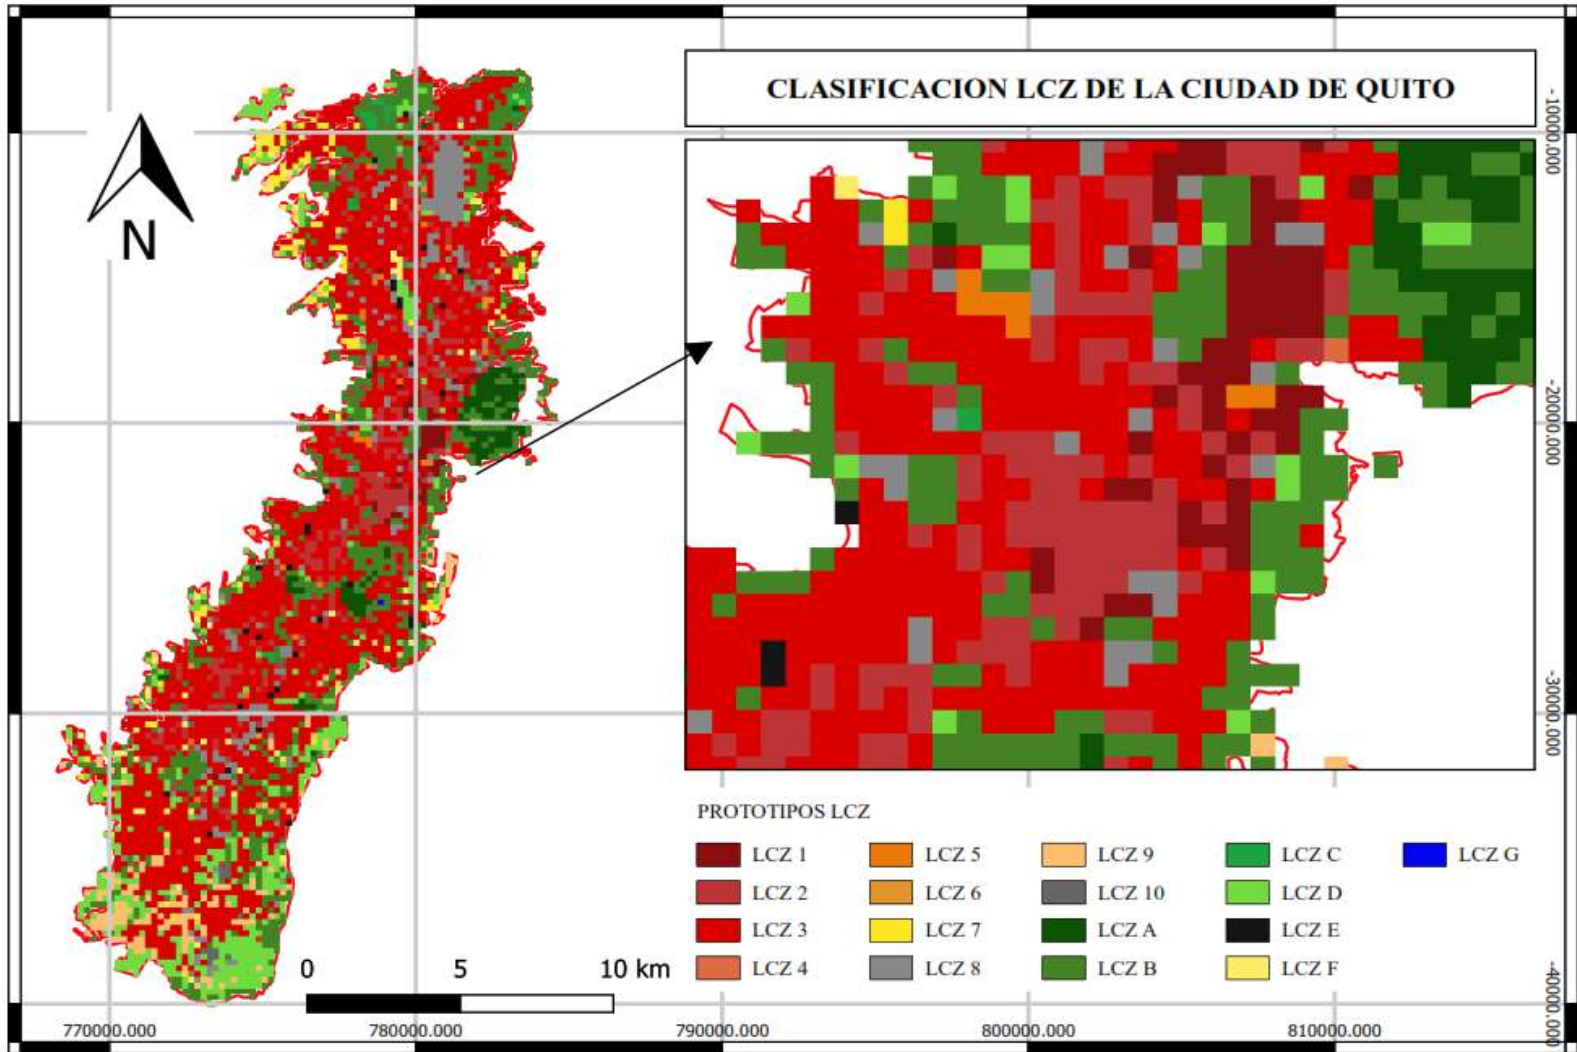 CLASIFICACION LCZ DE LA CIUDAD DE QUITO
N
PROTOTIPOS LCZ
LCZ 1
LCZ 2
LCZ 3
LCZ 4
LCZ 5
LCZ 6
LCZ 7
LCZ 8
LCZ 9
LCZ 10
LCZ A
LCZ B
LCZ C
LCZ D
LCZ E
LCZ F
LCZ G
0 5 10 km
770000.000 780000.000 790000.000 800000.000 810000.000
-10000.000
-20000.000
-30000.000
-40000.000